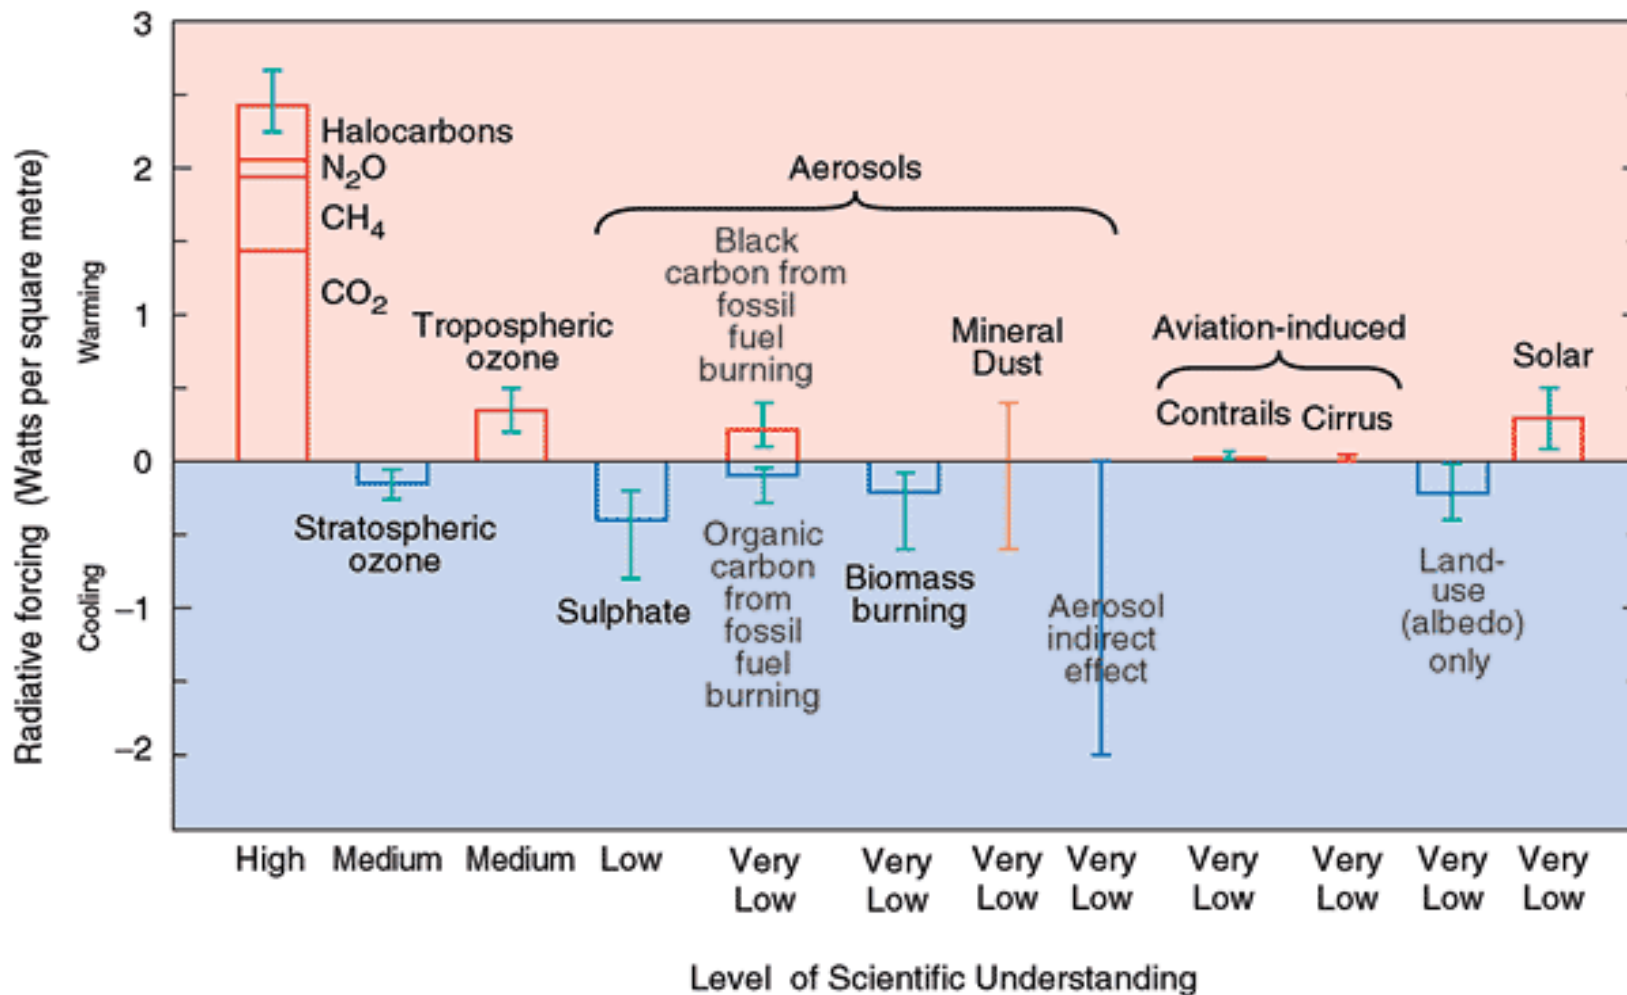 Radiative forcing (Watts per square metre)
Warming
Cooling
3
2
1
0
–1
–2
Halocarbons
N₂O
CH₄
CO₂
Stratospheric
ozone
Tropospheric
ozone
Aerosols
Sulphate
Black
carbon from
fossil
fuel
burning
Organic
carbon
from
fossil
fuel
burning
Biomass
burning
Mineral
Dust
Aerosol
indirect
effect
Aviation-induced
Contrails Cirrus
Land-
use
(albedo)
only
Solar
High
Medium
Medium
Low
Very
Low
Very
Low
Very
Low
Very
Low
Very
Low
Very
Low
Very
Low
Very
Low
Level of Scientific Understanding